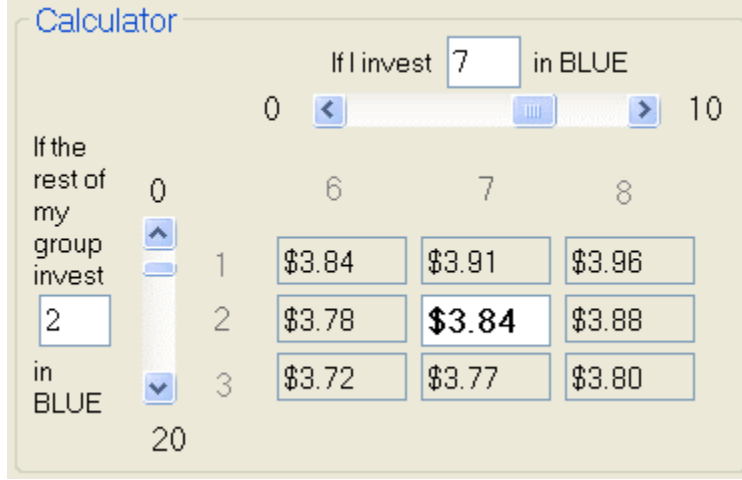 Calculator
If I invest 7 in BLUE
0 10
If the
rest of
my
group
invest
2
in
BLUE
0
20
6 7 8
1 $3.84 $3.91 $3.96
2 $3.78 $3.84 $3.88
3 $3.72 $3.77 $3.80